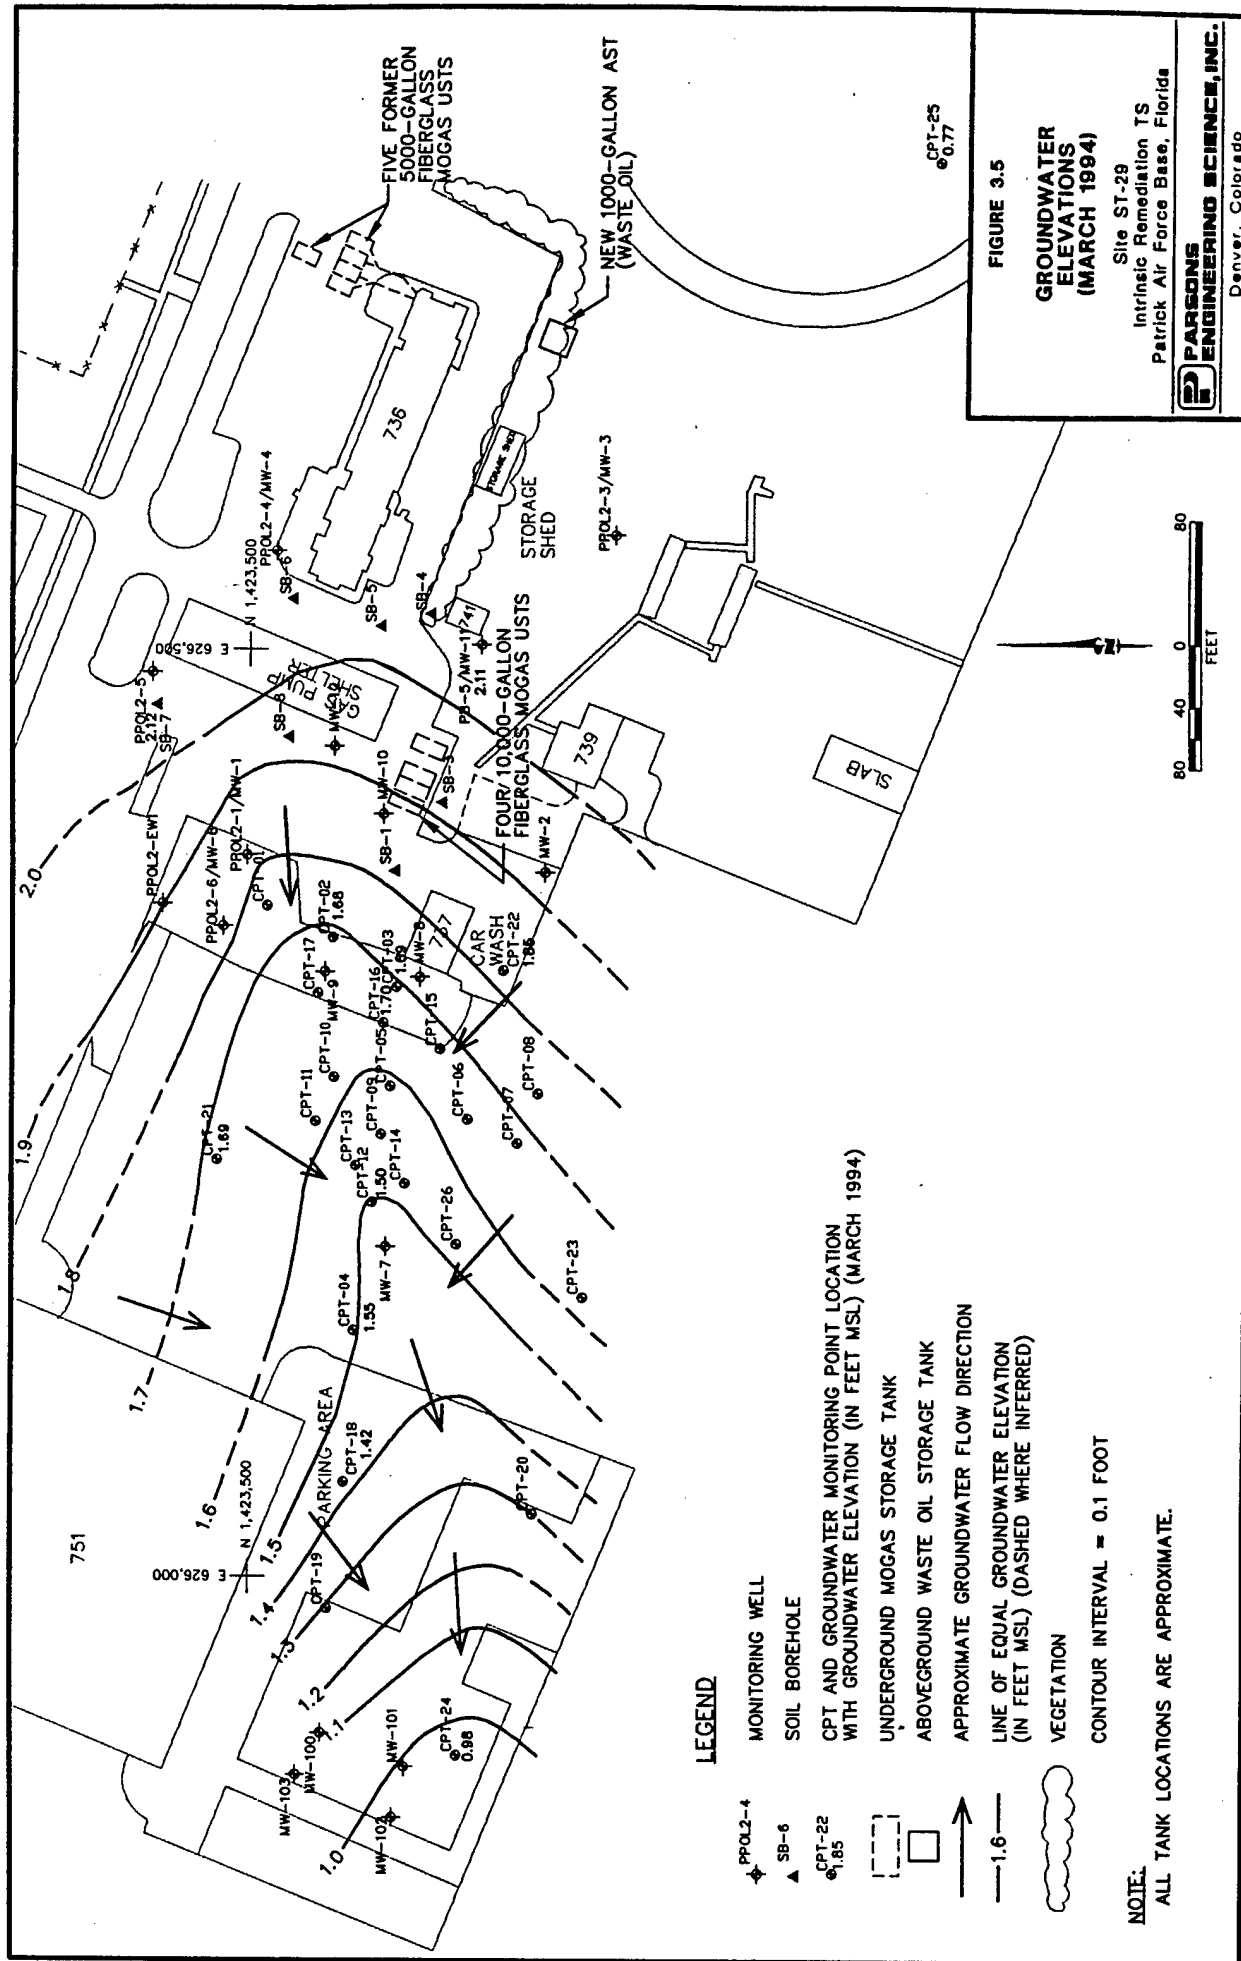 FIVE FORMER
5000-GALLON
FIBERGLASS
MOGAS USTS
NEW 1000-GALLON AST
(WASTE OIL)
CPT-25
0.77
736
STORAGE SHED
STORAGE
SHED
PPOL2-3/MW-3
PPOL2-4/MW-4
SB-6
SB-5
SB-4
741
N 1,423,500
E 626,500
GAS
PUMP
SHELTER
PPOL2-5
2.12
SB-7
SB-8
PB-5/MW-11
2.11
FOUR 10,000-GALLON
FIBERGLASS MOGAS USTS
SB-3
MW-10
SB-1
MW-2
739
SLAB
2.0
PPOL2-EW1
PPOL2-6/MW-6
PPOL2-1/MW-1
CPT-01
CPT-02
1.68
CPT-17
MW-9
CPT-03
1.69
CPT-16
1.70
MW-8
737
CAR
WASH
CPT-22
1.86
CPT-15
CPT-10
CPT-05
CPT-11
CPT-09
CPT-06
CPT-08
CPT-07
CPT-13
CPT-14
CPT-12
1.50
CPT-21
1.69
CPT-26
CPT-23
MW-7
CPT-04
1.55
1.9
1.8
1.7
1.6
1.5
1.4
1.3
1.2
1.1
1.0
PARKING AREA
CPT-18
1.42
CPT-20
CPT-19
N 1,423,500
E 626,000
751
MW-103
MW-100
MW-101
MW-102
CPT-24
0.98
80 40 0 80
FEET
LEGEND
PPOL2-4
MONITORING WELL
SB-6
SOIL BOREHOLE
CPT-22
1.85
CPT AND GROUNDWATER MONITORING POINT LOCATION
WITH GROUNDWATER ELEVATION (IN FEET MSL) (MARCH 1994)
UNDERGROUND MOGAS STORAGE TANK
ABOVEGROUND WASTE OIL STORAGE TANK
APPROXIMATE GROUNDWATER FLOW DIRECTION
1.6
LINE OF EQUAL GROUNDWATER ELEVATION
(IN FEET MSL) (DASHED WHERE INFERRED)
VEGETATION
CONTOUR INTERVAL = 0.1 FOOT
NOTE:
ALL TANK LOCATIONS ARE APPROXIMATE.
FIGURE 3.5
GROUNDWATER
ELEVATIONS
(MARCH 1994)
Site ST-29
Intrinsic Remediation TS
Patrick Air Force Base, Florida
PARSONS
ENGINEERING SCIENCE, INC.
Denver, Colorado